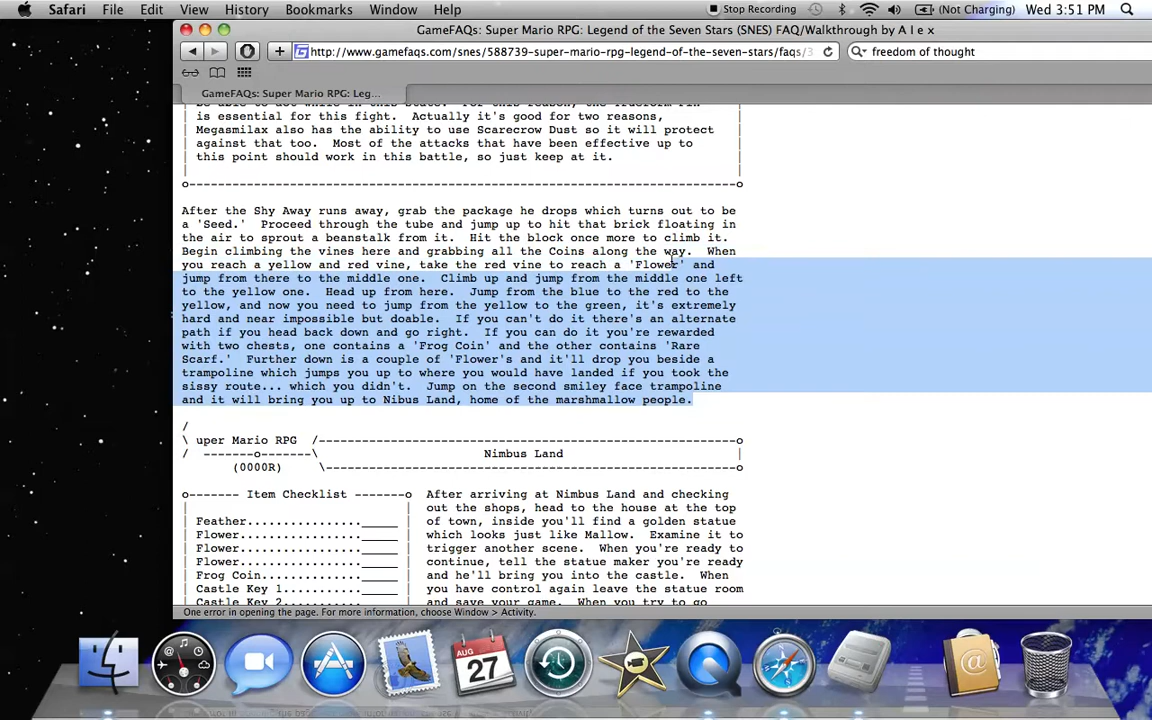 Safari File Edit View History Bookmarks Window Help Stop Recording (Not Charging) Wed 3:51 PM
GameFAQs: Super Mario RPG: Legend of the Seven Stars (SNES) FAQ/Walkthrough by A l e x
http://www.gamefaqs.com/snes/588739-super-mario-rpg-legend-of-the-seven-stars/faqs/3 freedom of thought
GameFAQs: Super Mario RPG: Leg...
is essential for this fight. Actually it's good for two reasons,
Megasmilax also has the ability to use Scarecrow Dust so it will protect
against that too. Most of the attacks that have been effective up to
this point should work in this battle, so just keep at it.
After the Shy Away runs away, grab the package he drops which turns out to be
a 'Seed.' Proceed through the tube and jump up to hit that brick floating in
the air to sprout a beanstalk from it. Hit the block once more to climb it.
Begin climbing the vines here and grabbing all the Coins along the way. When
you reach a yellow and red vine, take the red vine to reach a 'Flower' and
jump from there to the middle one. Climb up and jump from the middle one left
to the yellow one. Head up from here. Jump from the blue to the red to the
yellow, and now you need to jump from the yellow to the green, it's extremely
hard and near impossible but doable. If you can't do it there's an alternate
path if you head back down and go right. If you can do it you're rewarded
with two chests, one contains a 'Frog Coin' and the other contains 'Rare
Scarf.' Further down is a couple of 'Flower's and it'll drop you beside a
trampoline which jumps you up to where you would have landed if you took the
sissy route... which you didn't. Jump on the second smiley face trampoline
and it will bring you up to Nibus Land, home of the marshmallow people.
/
\ uper Mario RPG /----------------------------------------------------------o
/ -------o-------\ Nimbus Land |
(0000R) \----------------------------------------------------------o
o------- Item Checklist -------o After arriving at Nimbus Land and checking
| | out the shops, head to the house at the top
| Feather................_____ | of town, inside you'll find a golden statue
| Flower................._____ | which looks just like Mallow. Examine it to
| Flower................._____ | trigger another scene. When you're ready to
| Flower................._____ | continue, tell the statue maker you're ready
| Frog Coin.............._____ | and he'll bring you into the castle. When
| Castle Key 1..........._____ | you have control again leave the statue room
| Castle Key 2..........._____ | and save your game. When you try to go
One error in opening the page. For more information, choose Window > Activity.
AUG
27